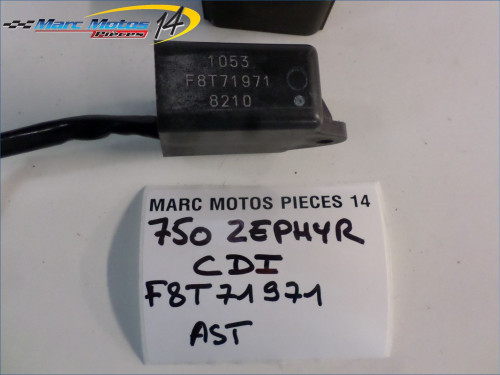 Marc Motos 14
Pieces
1053
F8T71971
8210
MARC MOTOS PIECES 14
750 ZEPHYR
CDI
F8T71971
AST